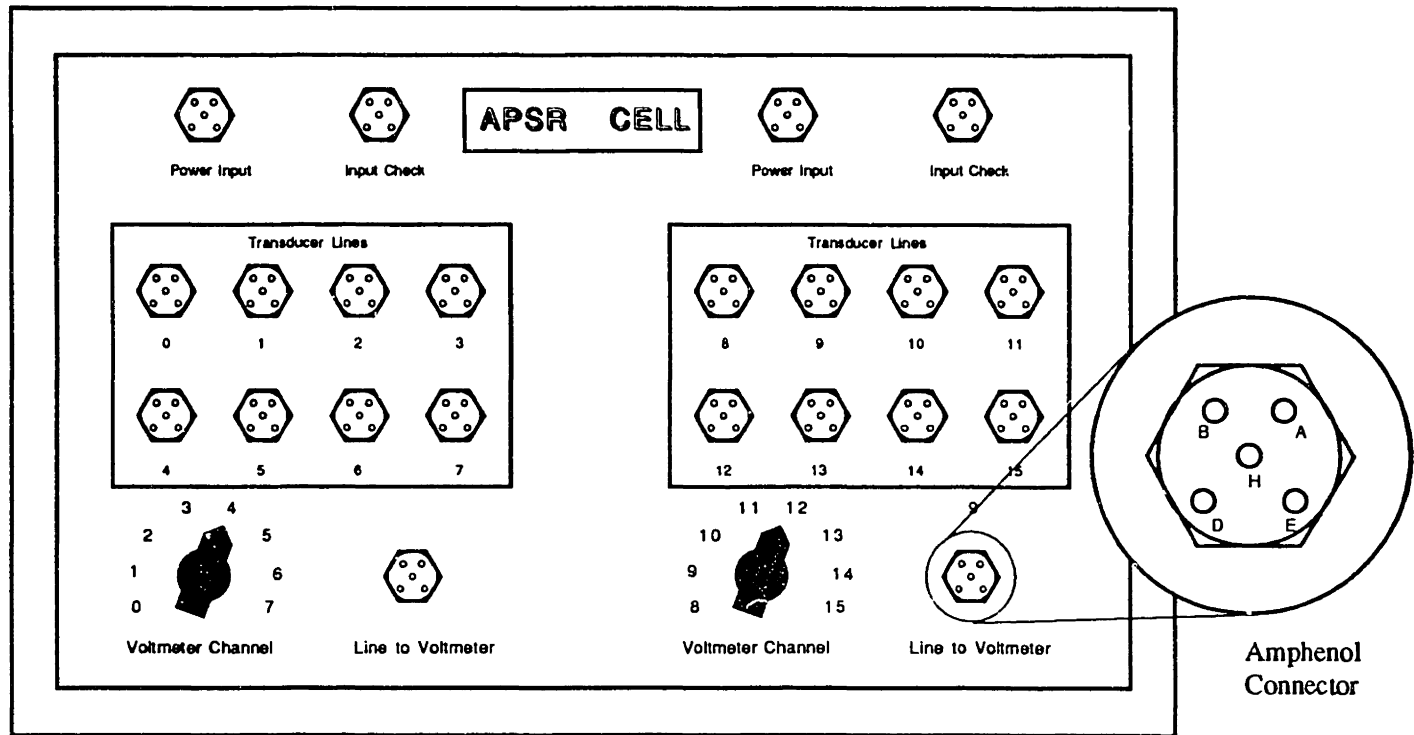 APSR CELL
Power Input Input Check Power Input Input Check
Transducer Lines Transducer Lines
0 1 2 3 8 9 10 11
4 5 6 7 12 13 14 15
3 4 11 12 9
2 5 10 13
1 6 9 14
0 7 8 15
Voltmeter Channel Line to Voltmeter Voltmeter Channel Line to Voltmeter
B A
H
D E
Amphenol
Connector